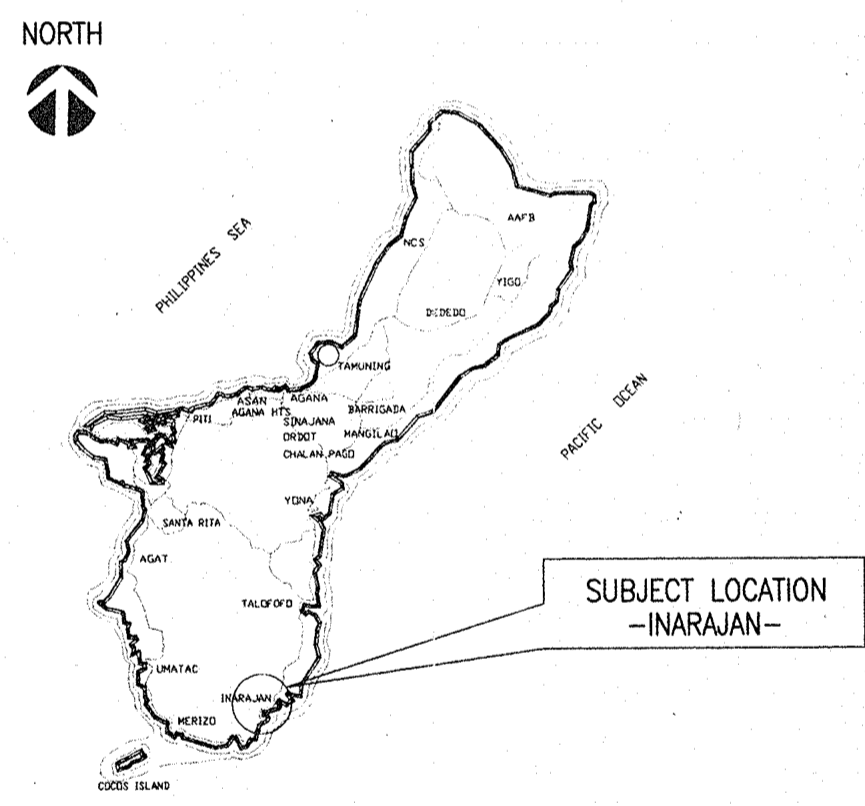 NORTH
PHILIPPINES SEA
AAFB
NCS
YIGO
DEDEDO
TAMUNING
PACIFIC OCEAN
ASAN
AGANA
PITI
AGANA HTS
BARRIGADA
SINAJANA
ORDOT
MANGILAO
CHALAN PAGO
YONA
SANTA RITA
AGAT
SUBJECT LOCATION
-INARAJAN-
TALOFOFO
UMATAC
INARAJAN
MERIZO
COCOS ISLAND